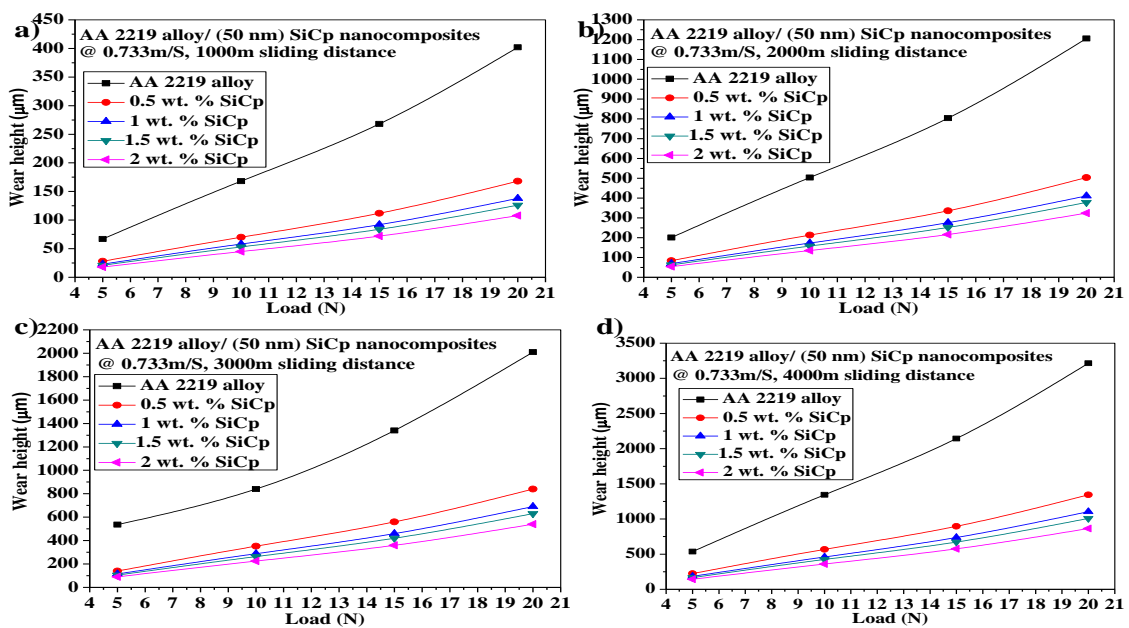 a)
AA 2219 alloy/ (50 nm) SiCp nanocomposites
@ 0.733m/S, 1000m sliding distance
AA 2219 alloy
0.5 wt. % SiCp
1 wt. % SiCp
1.5 wt. % SiCp
2 wt. % SiCp
Wear height (μm)
450
400
350
300
250
200
150
100
50
0
4 5 6 7 8 9 10 11 12 13 14 15 16 17 18 19 20 21
Load (N)
b)
AA 2219 alloy/ (50 nm) SiCp nanocomposites
@ 0.733m/S, 2000m sliding distance
AA 2219 alloy
0.5 wt. % SiCp
1 wt. % SiCp
1.5 wt. % SiCp
2 wt. % SiCp
Wear height (μm)
1300
1200
1100
1000
900
800
700
600
500
400
300
200
100
0
4 5 6 7 8 9 10 11 12 13 14 15 16 17 18 19 20 21
Load (N)
c)
AA 2219 alloy/ (50 nm) SiCp nanocomposites
@ 0.733m/S, 3000m sliding distance
AA 2219 alloy
0.5 wt. % SiCp
1 wt. % SiCp
1.5 wt. % SiCp
2 wt. % SiCp
Wear height (μm)
2200
2000
1800
1600
1400
1200
1000
800
600
400
200
0
4 5 6 7 8 9 10 11 12 13 14 15 16 17 18 19 20 21
Load (N)
d)
AA 2219 alloy/ (50 nm) SiCp nanocomposites
@ 0.733m/S, 4000m sliding distance
AA 2219 alloy
0.5 wt. % SiCp
1 wt. % SiCp
1.5 wt. % SiCp
2 wt. % SiCp
Wear height (μm)
3500
3000
2500
2000
1500
1000
500
0
4 5 6 7 8 9 10 11 12 13 14 15 16 17 18 19 20 21
Load (N)